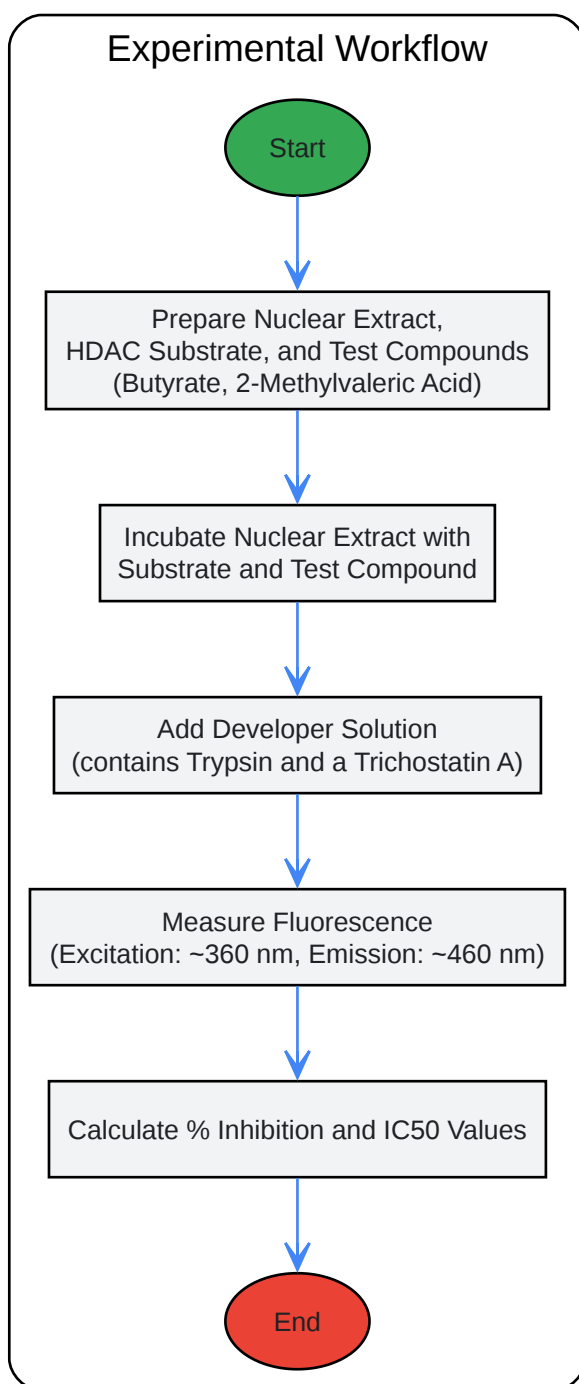 Experimental Workflow
Start
Prepare Nuclear Extract,
HDAC Substrate, and Test Compounds
(Butyrate, 2-Methylvaleric Acid)
Incubate Nuclear Extract with
Substrate and Test Compound
Add Developer Solution
(contains Trypsin and a Trichostatin A)
Measure Fluorescence
(Excitation: ~360 nm, Emission: ~460 nm)
Calculate % Inhibition and IC50 Values
End